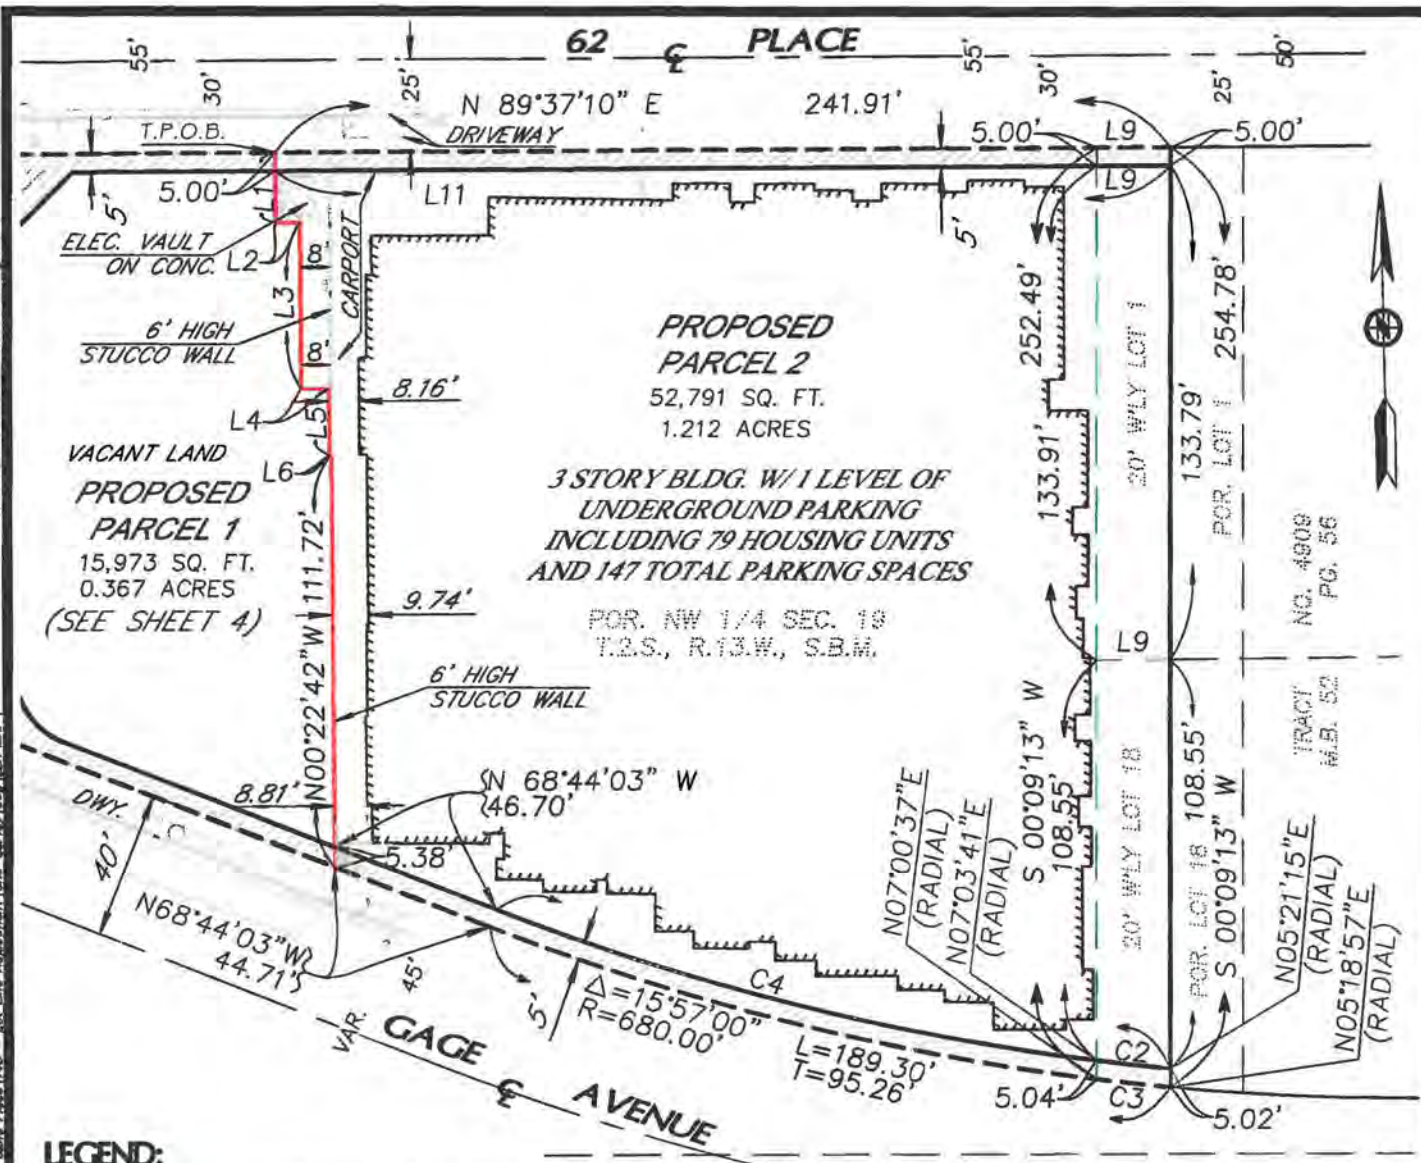 62 ℄ PLACE
55'
30'
25'
N 89°37'10" E 241.91'
55'
30'
25'
50'
T.P.O.B.
DRIVEWAY
5.00'
L9
5.00'
5.00'
L1
L11
L9
5'
5'
ELEC. VAULT
ON CONC.
L2
8'
L3
CARPORT
6' HIGH
STUCCO WALL
8'
L4
L5
8.16'
L6
VACANT LAND
PROPOSED
PARCEL 1
15,973 SQ. FT.
0.367 ACRES
(SEE SHEET 4)
N00°22'42"W 111.72'
PROPOSED
PARCEL 2
52,791 SQ. FT.
1.212 ACRES
3 STORY BLDG. W/ 1 LEVEL OF
UNDERGROUND PARKING
INCLUDING 79 HOUSING UNITS
AND 147 TOTAL PARKING SPACES
9.74'
POR. NW 1/4 SEC. 19
T.2.S., R.13.W., S.B.M.
6' HIGH
STUCCO WALL
252.49'
133.91'
20' W'LY LOT 1
133.79'
254.78'
POR. LOT 1
NO. 4909
PG. 56
L9
TRACT
M.B. 52
S 00°09'13" W
108.55'
20' W'LY LOT 18
108.55'
POR. LOT 18
S 00°09'13" W
8.81'
N 68°44'03" W
46.70'
5.38'
DWY.
40'
N68°44'03"W
44.71'
45'
VAR.
5'
Δ=15°57'00"
R=680.00'
C4
L=189.30'
T=95.26'
N07°00'37"E
(RADIAL)
N07°03'41"E
(RADIAL)
N05°21'15"E
(RADIAL)
N05°18'57"E
(RADIAL)
C2
5.04'
C3
5.02'
GAGE ℄ AVENUE
LEGEND: